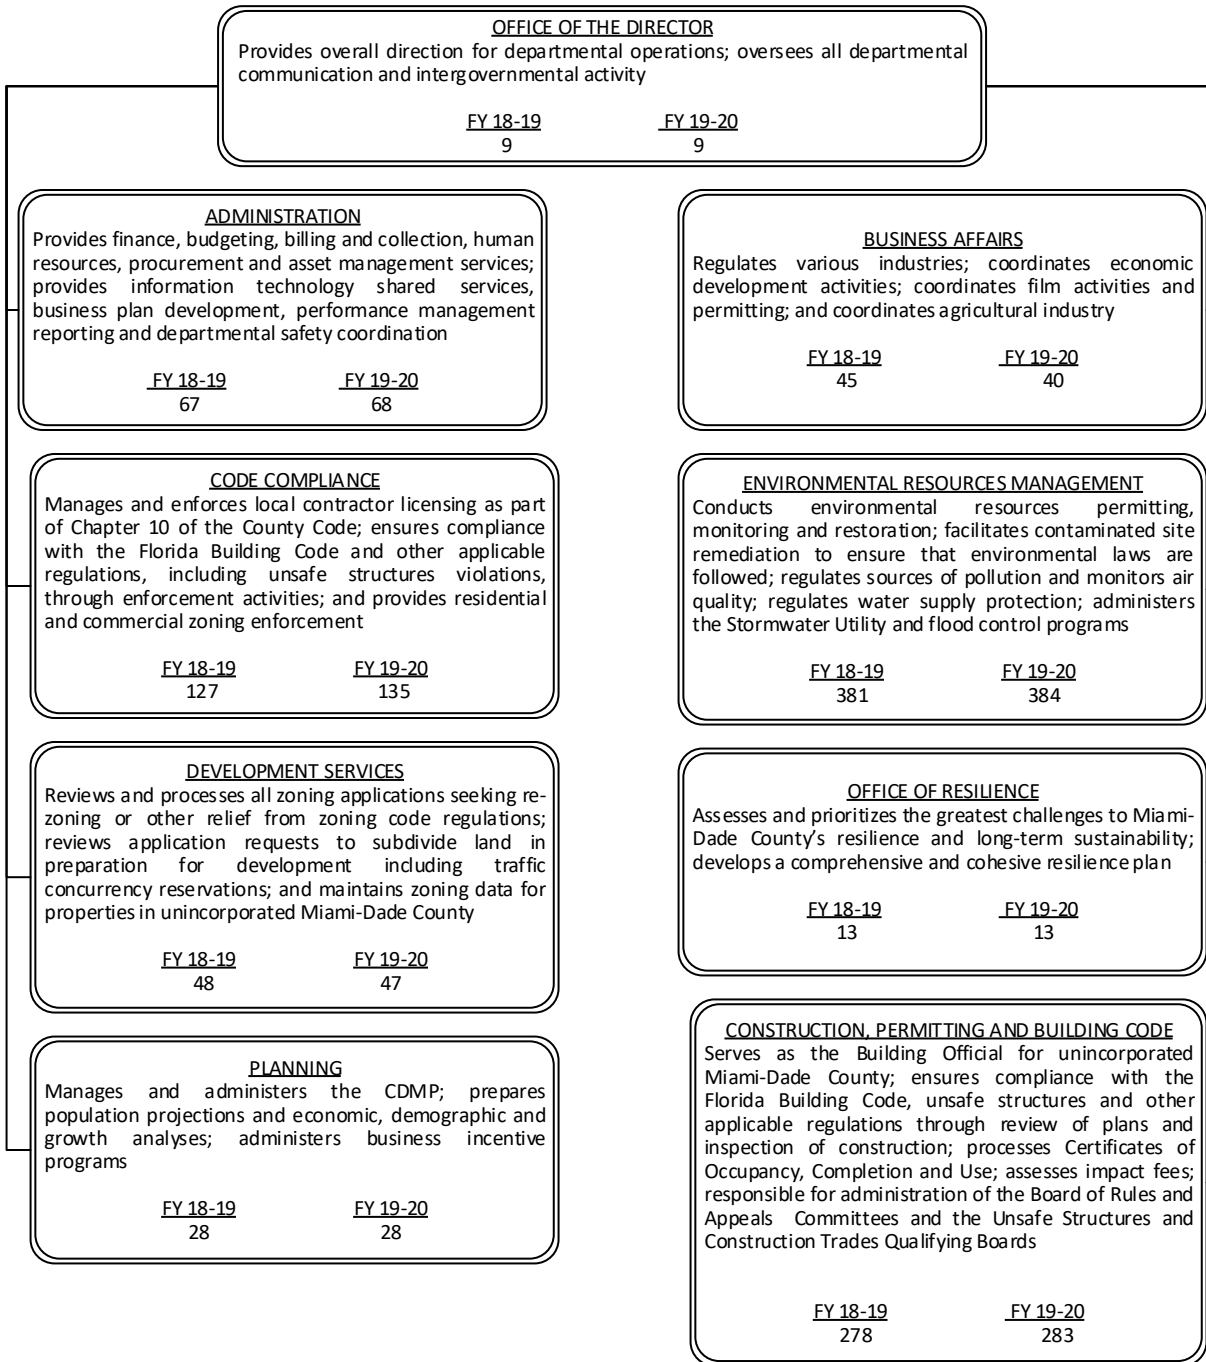 OFFICE OF THE DIRECTOR
Provides overall direction for departmental operations; oversees all departmental
communication and intergovernmental activity
FY 18-19 FY 19-20
9 9
ADMINISTRATION
Provides finance, budgeting, billing and collection, human
resources, procurement and asset management services;
provides information technology shared services,
business plan development, performance management
reporting and departmental safety coordination
FY 18-19 FY 19-20
67 68
BUSINESS AFFAIRS
Regulates various industries; coordinates economic
development activities; coordinates film activities and
permitting; and coordinates agricultural industry
FY 18-19 FY 19-20
45 40
CODE COMPLIANCE
Manages and enforces local contractor licensing as part
of Chapter 10 of the County Code; ensures compliance
with the Florida Building Code and other applicable
regulations, including unsafe structures violations,
through enforcement activities; and provides residential
and commercial zoning enforcement
FY 18-19 FY 19-20
127 135
ENVIRONMENTAL RESOURCES MANAGEMENT
Conducts environmental resources permitting,
monitoring and restoration; facilitates contaminated site
remediation to ensure that environmental laws are
followed; regulates sources of pollution and monitors air
quality; regulates water supply protection; administers
the Stormwater Utility and flood control programs
FY 18-19 FY 19-20
381 384
DEVELOPMENT SERVICES
Reviews and processes all zoning applications seeking re-
zoning or other relief from zoning code regulations;
reviews application requests to subdivide land in
preparation for development including traffic
concurrency reservations; and maintains zoning data for
properties in unincorporated Miami-Dade County
FY 18-19 FY 19-20
48 47
OFFICE OF RESILIENCE
Assesses and prioritizes the greatest challenges to Miami-
Dade County’s resilience and long-term sustainability;
develops a comprehensive and cohesive resilience plan
FY 18-19 FY 19-20
13 13
PLANNING
Manages and administers the CDMP; prepares
population projections and economic, demographic and
growth analyses; administers business incentive
programs
FY 18-19 FY 19-20
28 28
CONSTRUCTION, PERMITTING AND BUILDING CODE
Serves as the Building Official for unincorporated
Miami-Dade County; ensures compliance with the
Florida Building Code, unsafe structures and other
applicable regulations through review of plans and
inspection of construction; processes Certificates of
Occupancy, Completion and Use; assesses impact fees;
responsible for administration of the Board of Rules and
Appeals Committees and the Unsafe Structures and
Construction Trades Qualifying Boards
FY 18-19 FY 19-20
278 283